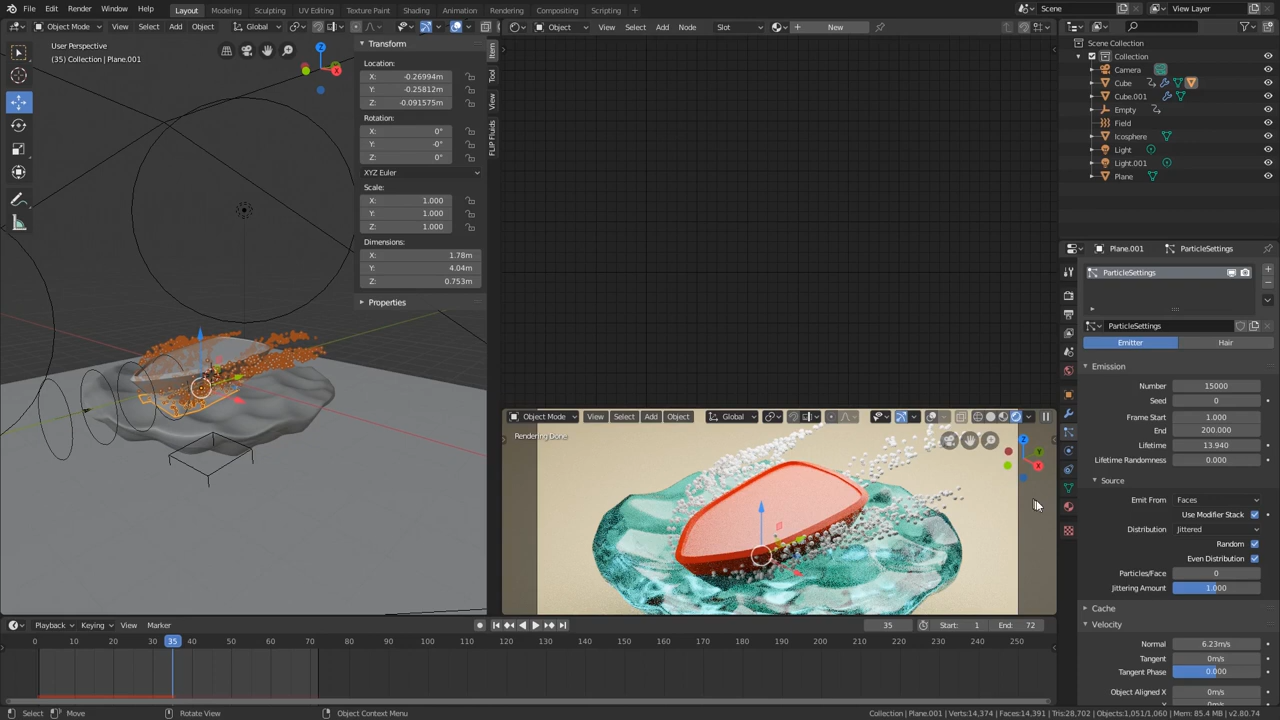 File Edit Render Window Help Layout Modeling Sculpting UV Editing Texture Paint Shading Animation Rendering Compositing Scripting + Scene View Layer
Object Mode View Select Add Object Global
Object View Select Add Node Slot New
User Perspective
(35) Collection | Plane.001
Transform
Location:
X: -0.26994m
Y: -0.25812m
Z: -0.091575m
Rotation:
X: 0°
Y: -0°
Z: 0°
XYZ Euler
Scale:
X: 1.000
Y: 1.000
Z: 1.000
Dimensions:
X: 1.78m
Y: 4.04m
Z: 0.753m
Properties
Item
Tool
View
FLIP Fluids
Z
X
Object Mode View Select Add Object Global
Rendering Done
Z
Y
X
Scene Collection
Collection
Camera
Cube
Cube.001
Empty
Field
Icosphere
Light
Light.001
Plane
Plane.001 ParticleSettings
ParticleSettings
ParticleSettings
Emitter Hair
Emission
Number 15000
Seed 0
Frame Start 1.000
End 200.000
Lifetime 13.940
Lifetime Randomness 0.000
Source
Emit From Faces
Use Modifier Stack
Distribution Jittered
Random
Even Distribution
Particles/Face 0
Jittering Amount 1.000
Cache
Velocity
Normal 6.23m/s
Tangent 0m/s
Tangent Phase 0.000
Object Aligned X 0m/s
Y 0m/s
Playback Keying View Marker 35 Start: 1 End: 72
0 10 20 30 35 40 50 60 70 80 90 100 110 120 130 140 150 160 170 180 190 200 210 220 230 240 250
Select Move Rotate View Object Context Menu Collection | Plane.001 | Verts:14,374 | Faces:14,391 | Tris:28,702 | Objects:1,051/1,060 | Mem: 85.4 MB | v2.80.74